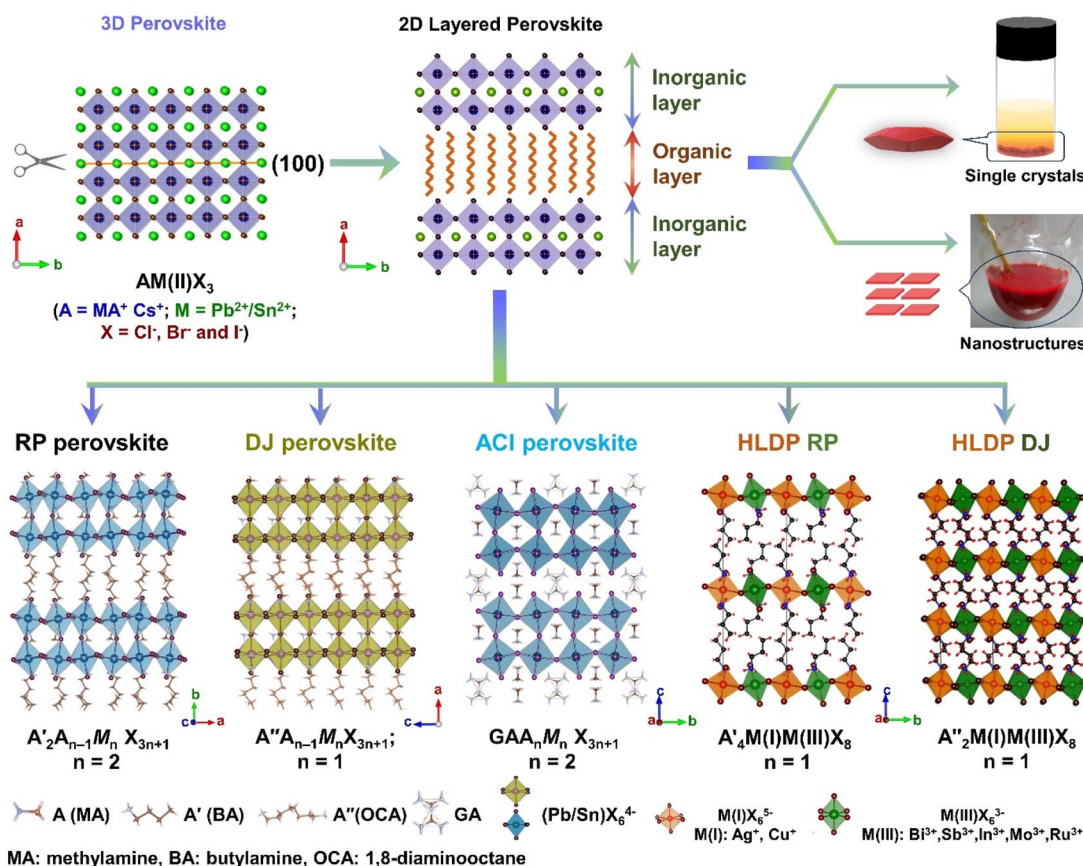 3D Perovskite
2D Layered Perovskite
Inorganic layer
Organic layer
Inorganic layer
(100)
a
b
a
b
AM(II)X₃
(A = MA⁺ Cs⁺; M = Pb²⁺/Sn²⁺;
X = Cl⁻, Br⁻ and I⁻)
Single crystals
Nanostructures
RP perovskite
DJ perovskite
ACI perovskite
HLDP RP
HLDP DJ
b
c
a
a
c
c
a
b
c
a
b
A′₂Aₙ₋₁Mₙ X₃ₙ₊₁
n = 2
A″Aₙ₋₁MₙX₃ₙ₊₁;
n = 1
GAAₙMₙ X₃ₙ₊₁
n = 2
A′₄M(I)M(III)X₈
n = 1
A″₂M(I)M(III)X₈
n = 1
A (MA)
A′ (BA)
A″(OCA)
GA
(Pb/Sn)X₆⁴⁻
M(I)X₆⁵⁻
M(I): Ag⁺, Cu⁺
M(III)X₆³⁻
M(III): Bi³⁺,Sb³⁺,In³⁺,Mo³⁺,Ru³⁺
MA: methylamine, BA: butylamine, OCA: 1,8-diaminooctane